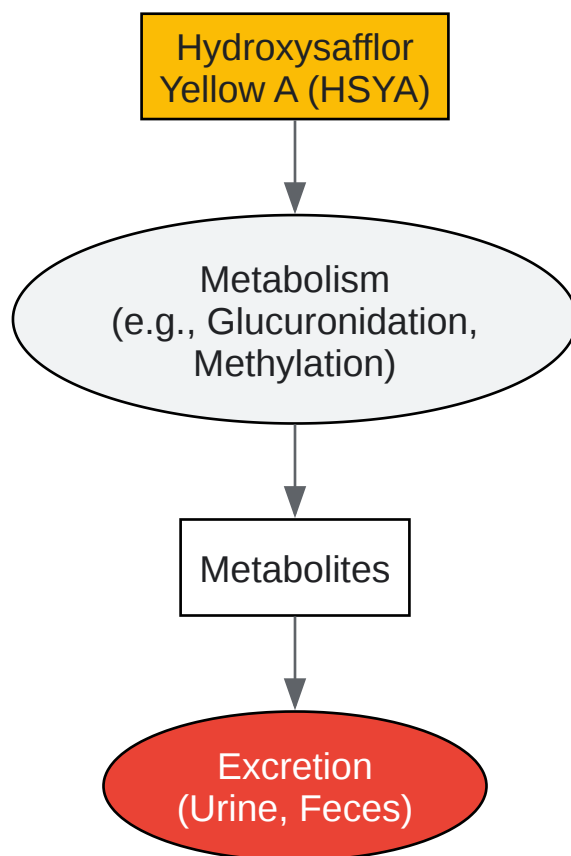 Hydroxysafflor
Yellow A (HSYA)
Metabolism
(e.g., Glucuronidation,
Methylation)
Metabolites
Excretion
(Urine, Feces)